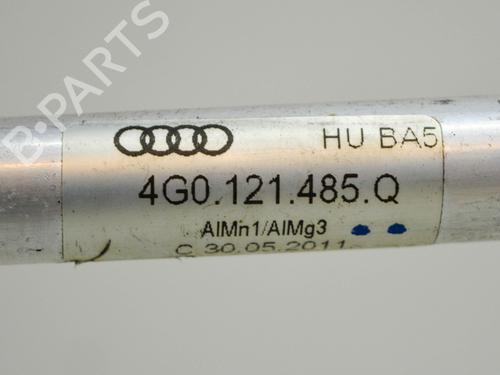 B-PARTS
HU BA5
4G0.121.485.Q
AlMn1/AlMg3
C 30.05.2011